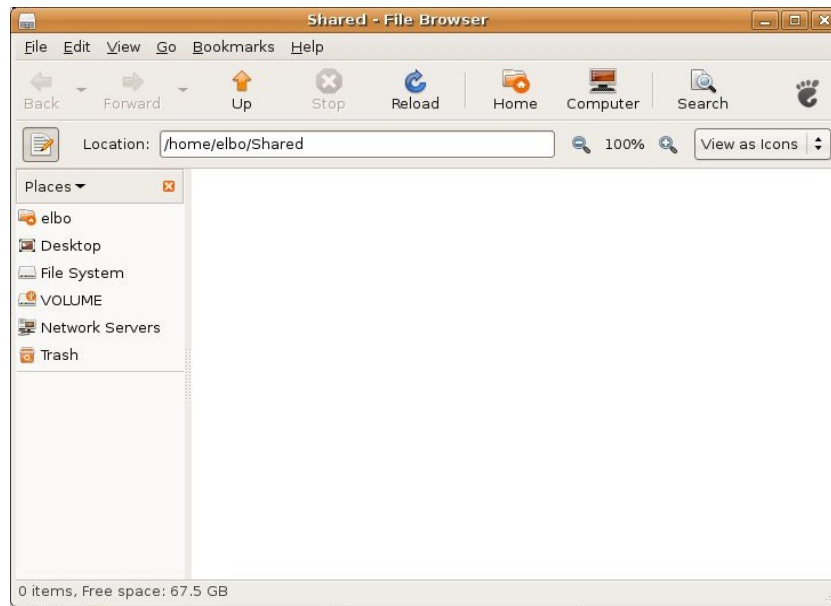 Shared - File Browser
File Edit View Go Bookmarks Help
Back Forward Up Stop Reload Home Computer Search
Location: /home/elbo/Shared 100% View as Icons
Places
elbo
Desktop
File System
VOLUME
Network Servers
Trash
0 items, Free space: 67.5 GB